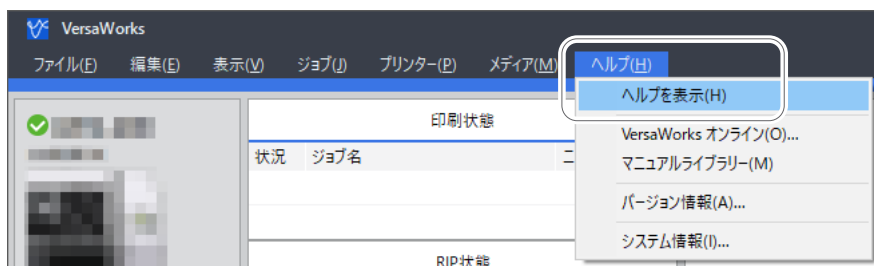 VersaWorks
ファイル(F) 編集(E) 表示(V) ジョブ(J) プリンター(P) メディア(M) ヘルプ(H)
ヘルプを表示(H)
VersaWorks オンライン(O)...
マニュアルライブラリー(M)
バージョン情報(A)...
システム情報(I)...
印刷状態
状況 ジョブ名
RIP状態